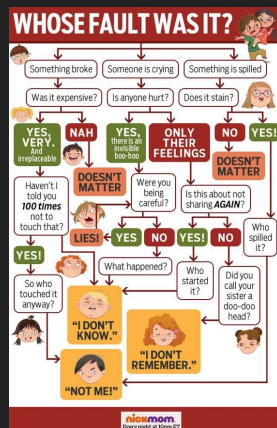 WHOSE FAULT WAS IT?
Something broke
Someone is crying
Something is spilled
Was it expensive?
Is anyone hurt?
Does it stain?
YES,
VERY.
And
irreplaceable
NAH
YES,
there is an
invisible
boo-boo
ONLY
THEIR
FEELINGS
NO
YES!
DOESN'T
MATTER
DOESN'T
MATTER
Haven't I
told you
100 times
not to
touch that?
Were you
being
careful?
Is this about not
sharing AGAIN?
LIES!
YES
NO
YES!
NO
Who
spilled
it?
YES!
What happened?
Who
started
it?
Did you
call your
sister a
doo-doo
head?
So who
touched it
anyway?
"I DON'T
KNOW."
"I DON'T
REMEMBER."
"NOT ME!"
nickmom.
Every night at 10pm ET